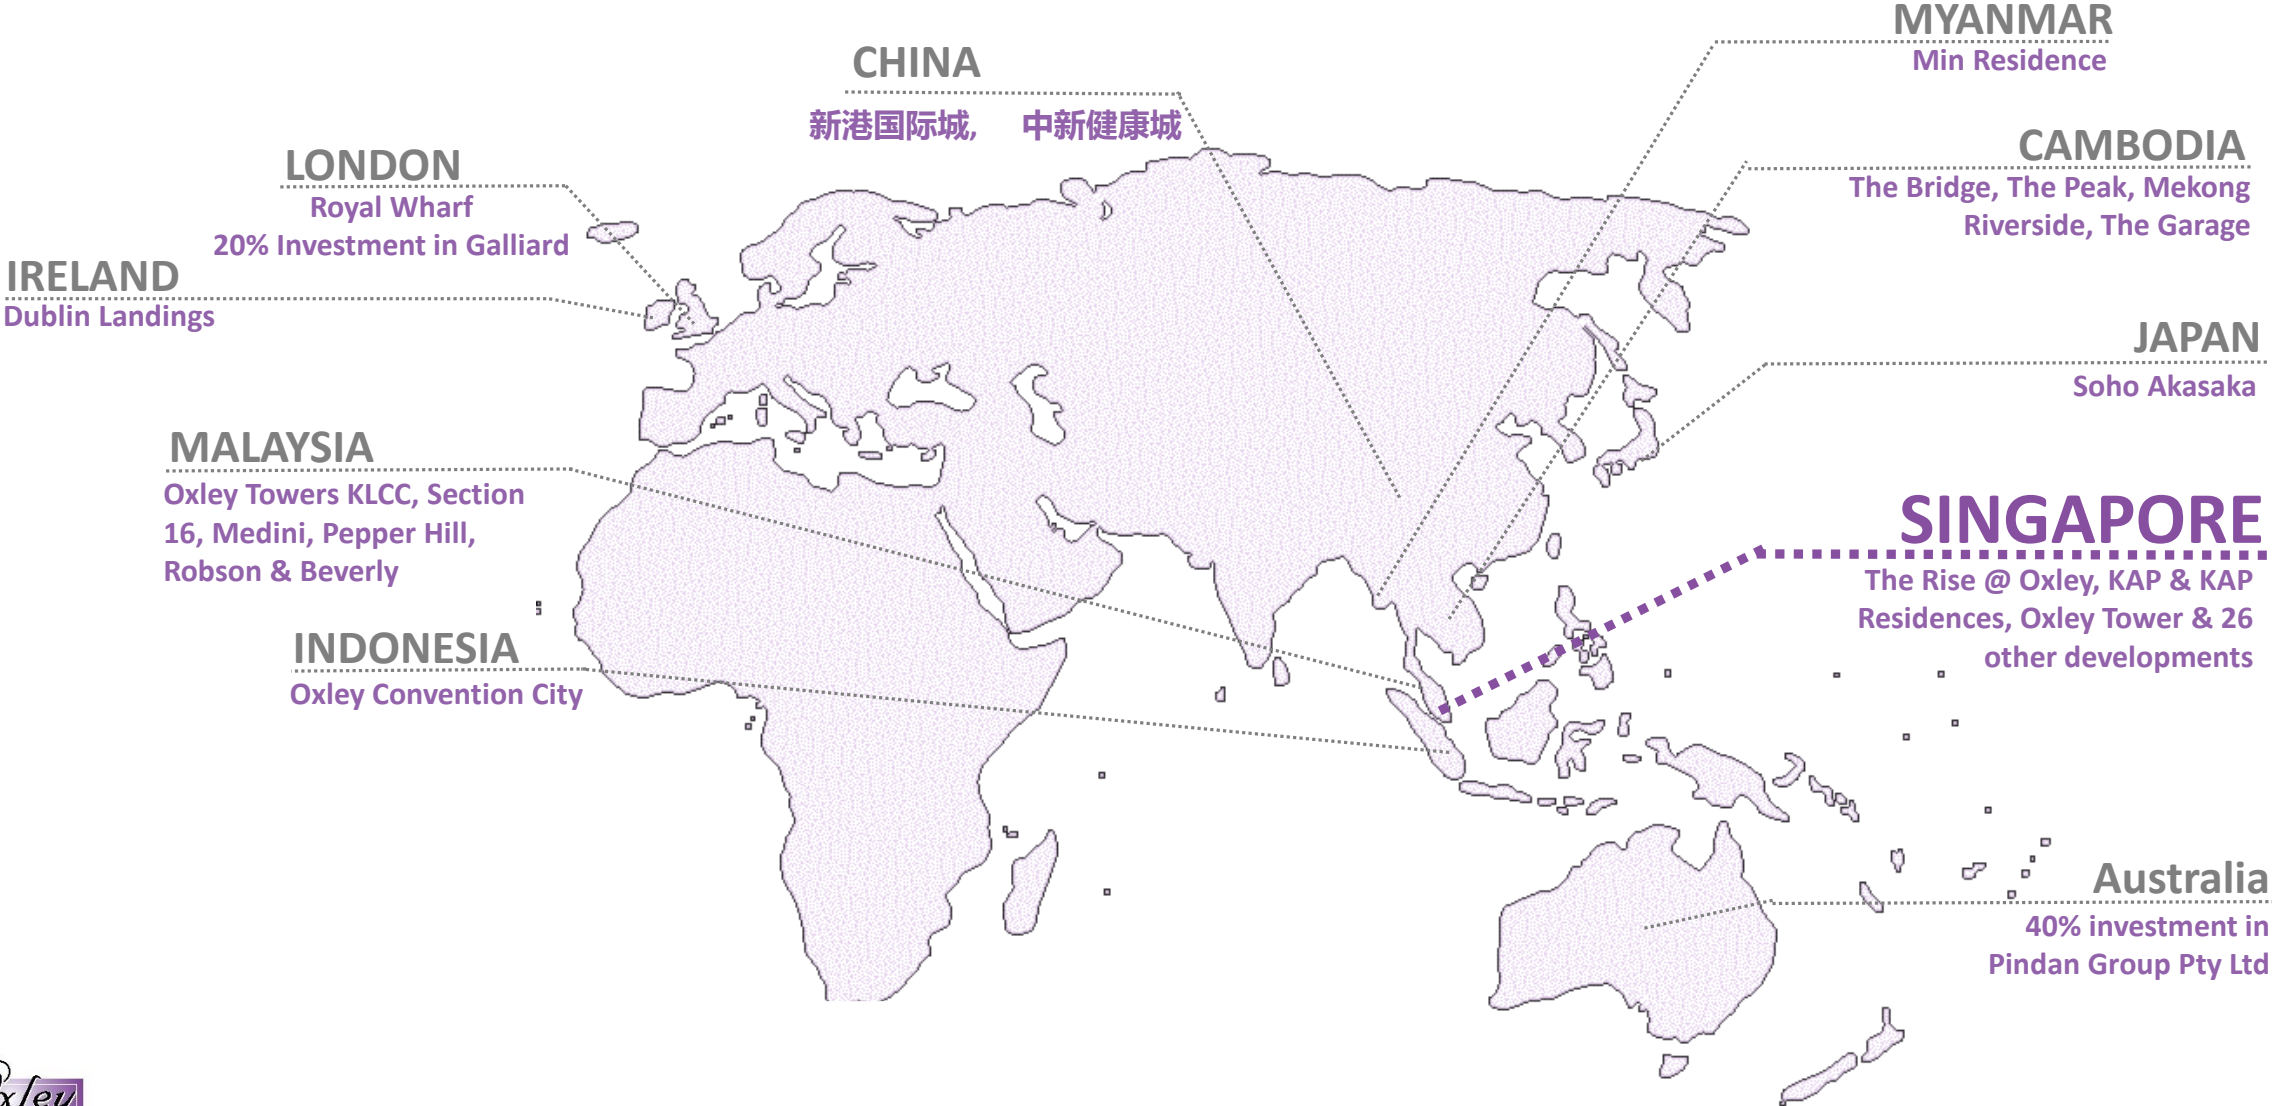 MYANMAR
Min Residence
CHINA
新港国际城, 中新健康城
CAMBODIA
The Bridge, The Peak, Mekong
Riverside, The Garage
LONDON
Royal Wharf
20% Investment in Galliard
IRELAND
Dublin Landings
JAPAN
Soho Akasaka
MALAYSIA
Oxley Towers KLCC, Section
16, Medini, Pepper Hill,
Robson & Beverly
SINGAPORE
The Rise @ Oxley, KAP & KAP
Residences, Oxley Tower & 26
other developments
INDONESIA
Oxley Convention City
Australia
40% investment in
Pindan Group Pty Ltd